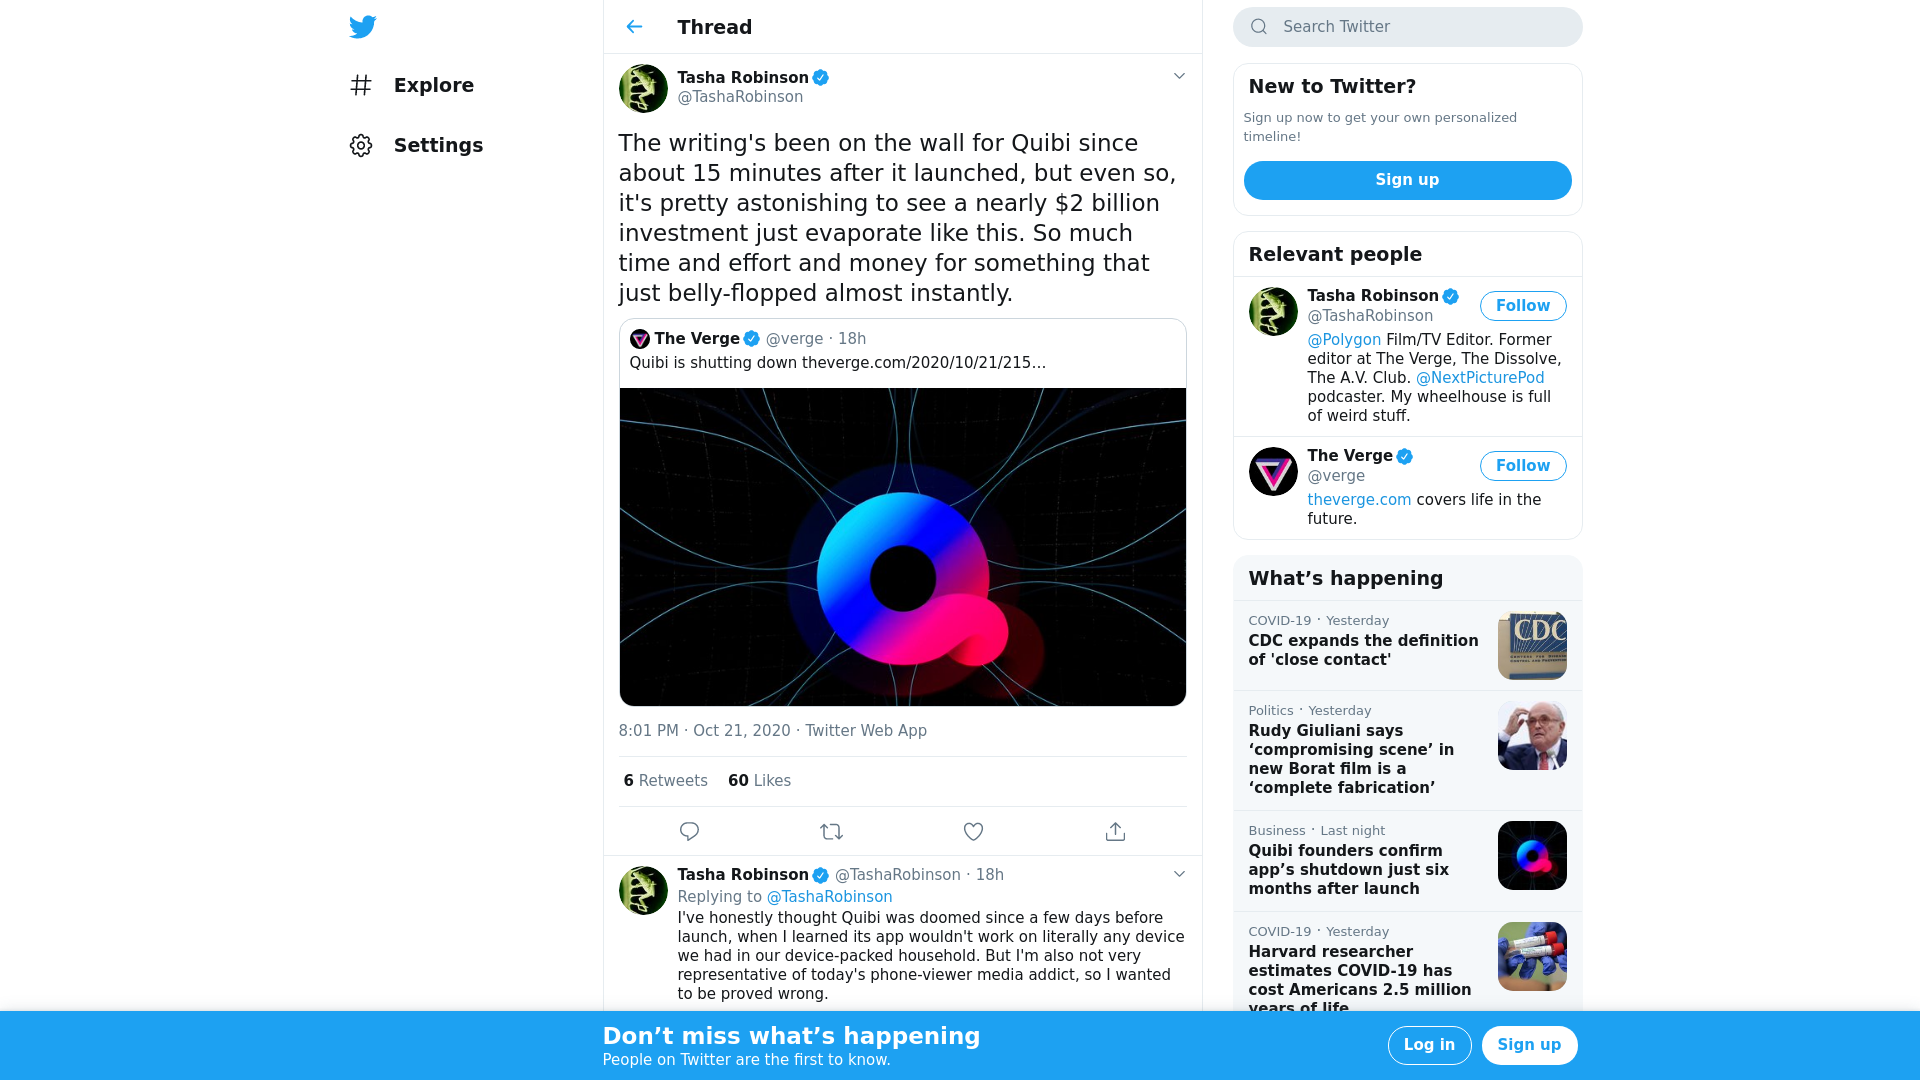 Explore
Settings
Thread
Tasha Robinson
@TashaRobinson
The writing's been on the wall for Quibi since
about 15 minutes after it launched, but even so,
it's pretty astonishing to see a nearly $2 billion
investment just evaporate like this. So much
time and effort and money for something that
just belly-flopped almost instantly.
The Verge @verge · 18h
Quibi is shutting down theverge.com/2020/10/21/215…
8:01 PM · Oct 21, 2020 · Twitter Web App
6 Retweets 60 Likes
Tasha Robinson @TashaRobinson · 18h
Replying to @TashaRobinson
I've honestly thought Quibi was doomed since a few days before
launch, when I learned its app wouldn't work on literally any device
we had in our device-packed household. But I'm also not very
representative of today's phone-viewer media addict, so I wanted
to be proved wrong.
Search Twitter
New to Twitter?
Sign up now to get your own personalized
timeline!
Sign up
Relevant people
Tasha Robinson
@TashaRobinson
Follow
@Polygon Film/TV Editor. Former
editor at The Verge, The Dissolve,
The A.V. Club. @NextPicturePod
podcaster. My wheelhouse is full
of weird stuff.
The Verge
@verge
Follow
theverge.com covers life in the
future.
What’s happening
COVID-19 · Yesterday
CDC expands the definition
of 'close contact'
CDC
Politics · Yesterday
Rudy Giuliani says
‘compromising scene’ in
new Borat film is a
‘complete fabrication’
Business · Last night
Quibi founders confirm
app’s shutdown just six
months after launch
COVID-19 · Yesterday
Harvard researcher
estimates COVID-19 has
cost Americans 2.5 million
years of life
Don’t miss what’s happening
People on Twitter are the first to know.
Log in
Sign up